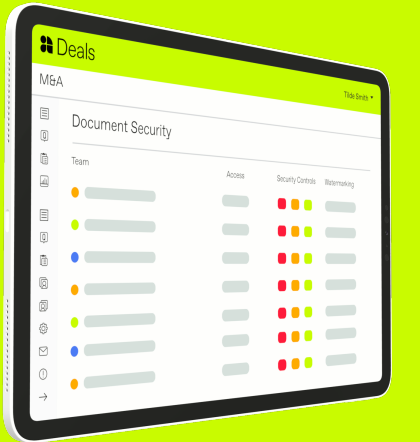 Deals
M&A
Tilde Smith
Document Security
Team
Access
Security Controls
Watermarking